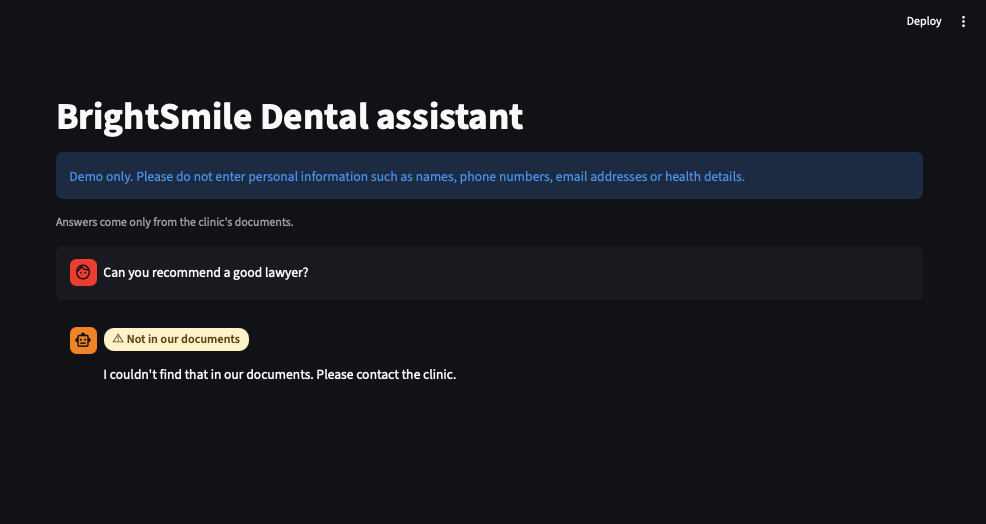 Deploy
BrightSmile Dental assistant
Demo only. Please do not enter personal information such as names, phone numbers, email addresses or health details.
Answers come only from the clinic's documents.
Can you recommend a good lawyer?
⚠ Not in our documents
I couldn't find that in our documents. Please contact the clinic.